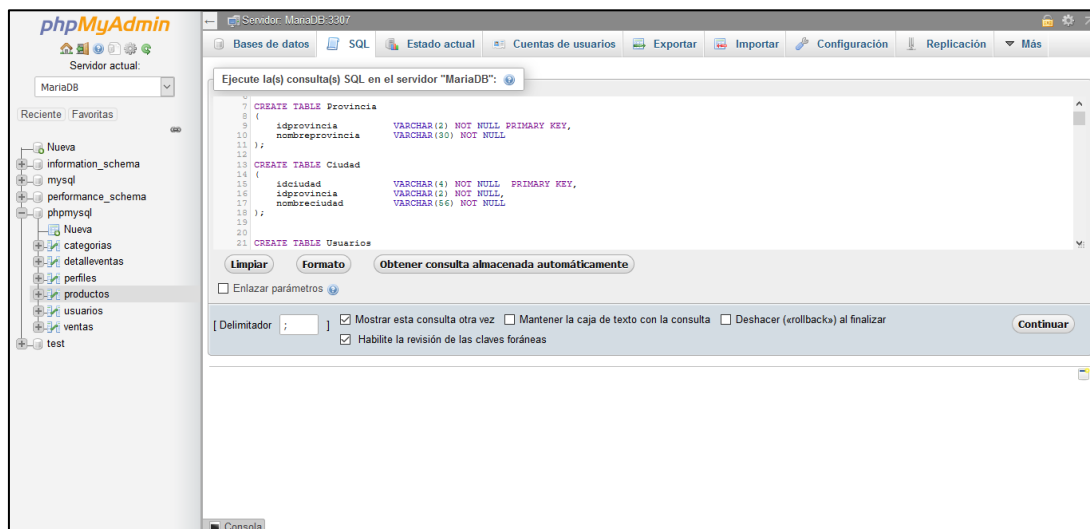 phpMyAdmin
Servidor actual:
MariaDB
Reciente Favoritas
Nueva
information_schema
mysql
performance_schema
phpmysql
Nueva
categorias
detalleventas
perfiles
productos
usuarios
ventas
test
Servidor: MariaDB:3307
Bases de datos SQL Estado actual Cuentas de usuarios Exportar Importar Configuración Replicación Más
Ejecute la(s) consulta(s) SQL en el servidor "MariaDB":
6
7 CREATE TABLE Provincia
8 (
9 idprovincia VARCHAR(2) NOT NULL PRIMARY KEY,
10 nombreprovincia VARCHAR(30) NOT NULL
11 );
12
13 CREATE TABLE Ciudad
14 (
15 idciudad VARCHAR(4) NOT NULL PRIMARY KEY,
16 idprovincia VARCHAR(2) NOT NULL,
17 nombreciudad VARCHAR(56) NOT NULL
18 );
19
20
21 CREATE TABLE Usuarios
Limpiar Formato Obtener consulta almacenada automáticamente
Enlazar parámetros
[ Delimitador ; ] Mostrar esta consulta otra vez Mantener la caja de texto con la consulta Deshacer («rollback») al finalizar Continuar
Habilite la revisión de las claves foráneas
Consola